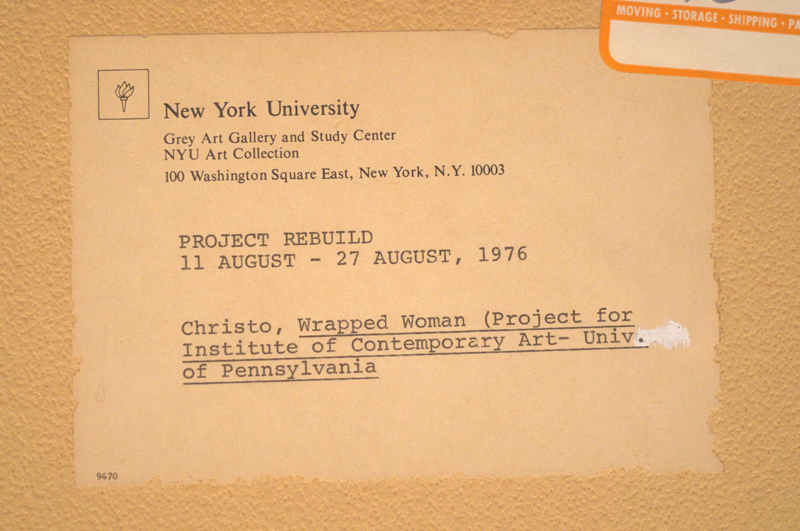 MOVING · STORAGE · SHIPPING ·
New York University
Grey Art Gallery and Study Center
NYU Art Collection
100 Washington Square East, New York, N.Y. 10003
PROJECT REBUILD
11 AUGUST - 27 AUGUST, 1976
Christo, Wrapped Woman (Project for
Institute of Contemporary Art- Univ.
of Pennsylvania
9470